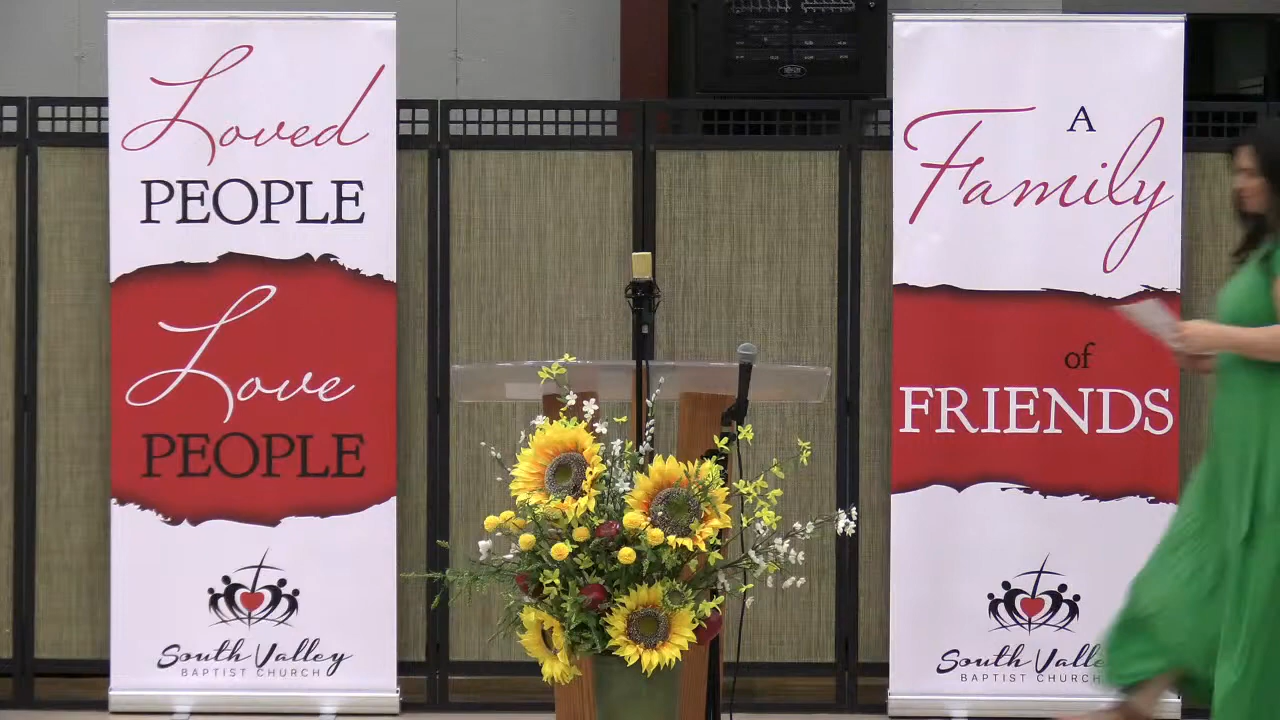 Loved
PEOPLE
Love
PEOPLE
South Valley
BAPTIST CHURCH
A
Family
of
FRIENDS
South Valle
BAPTIST CHURCH